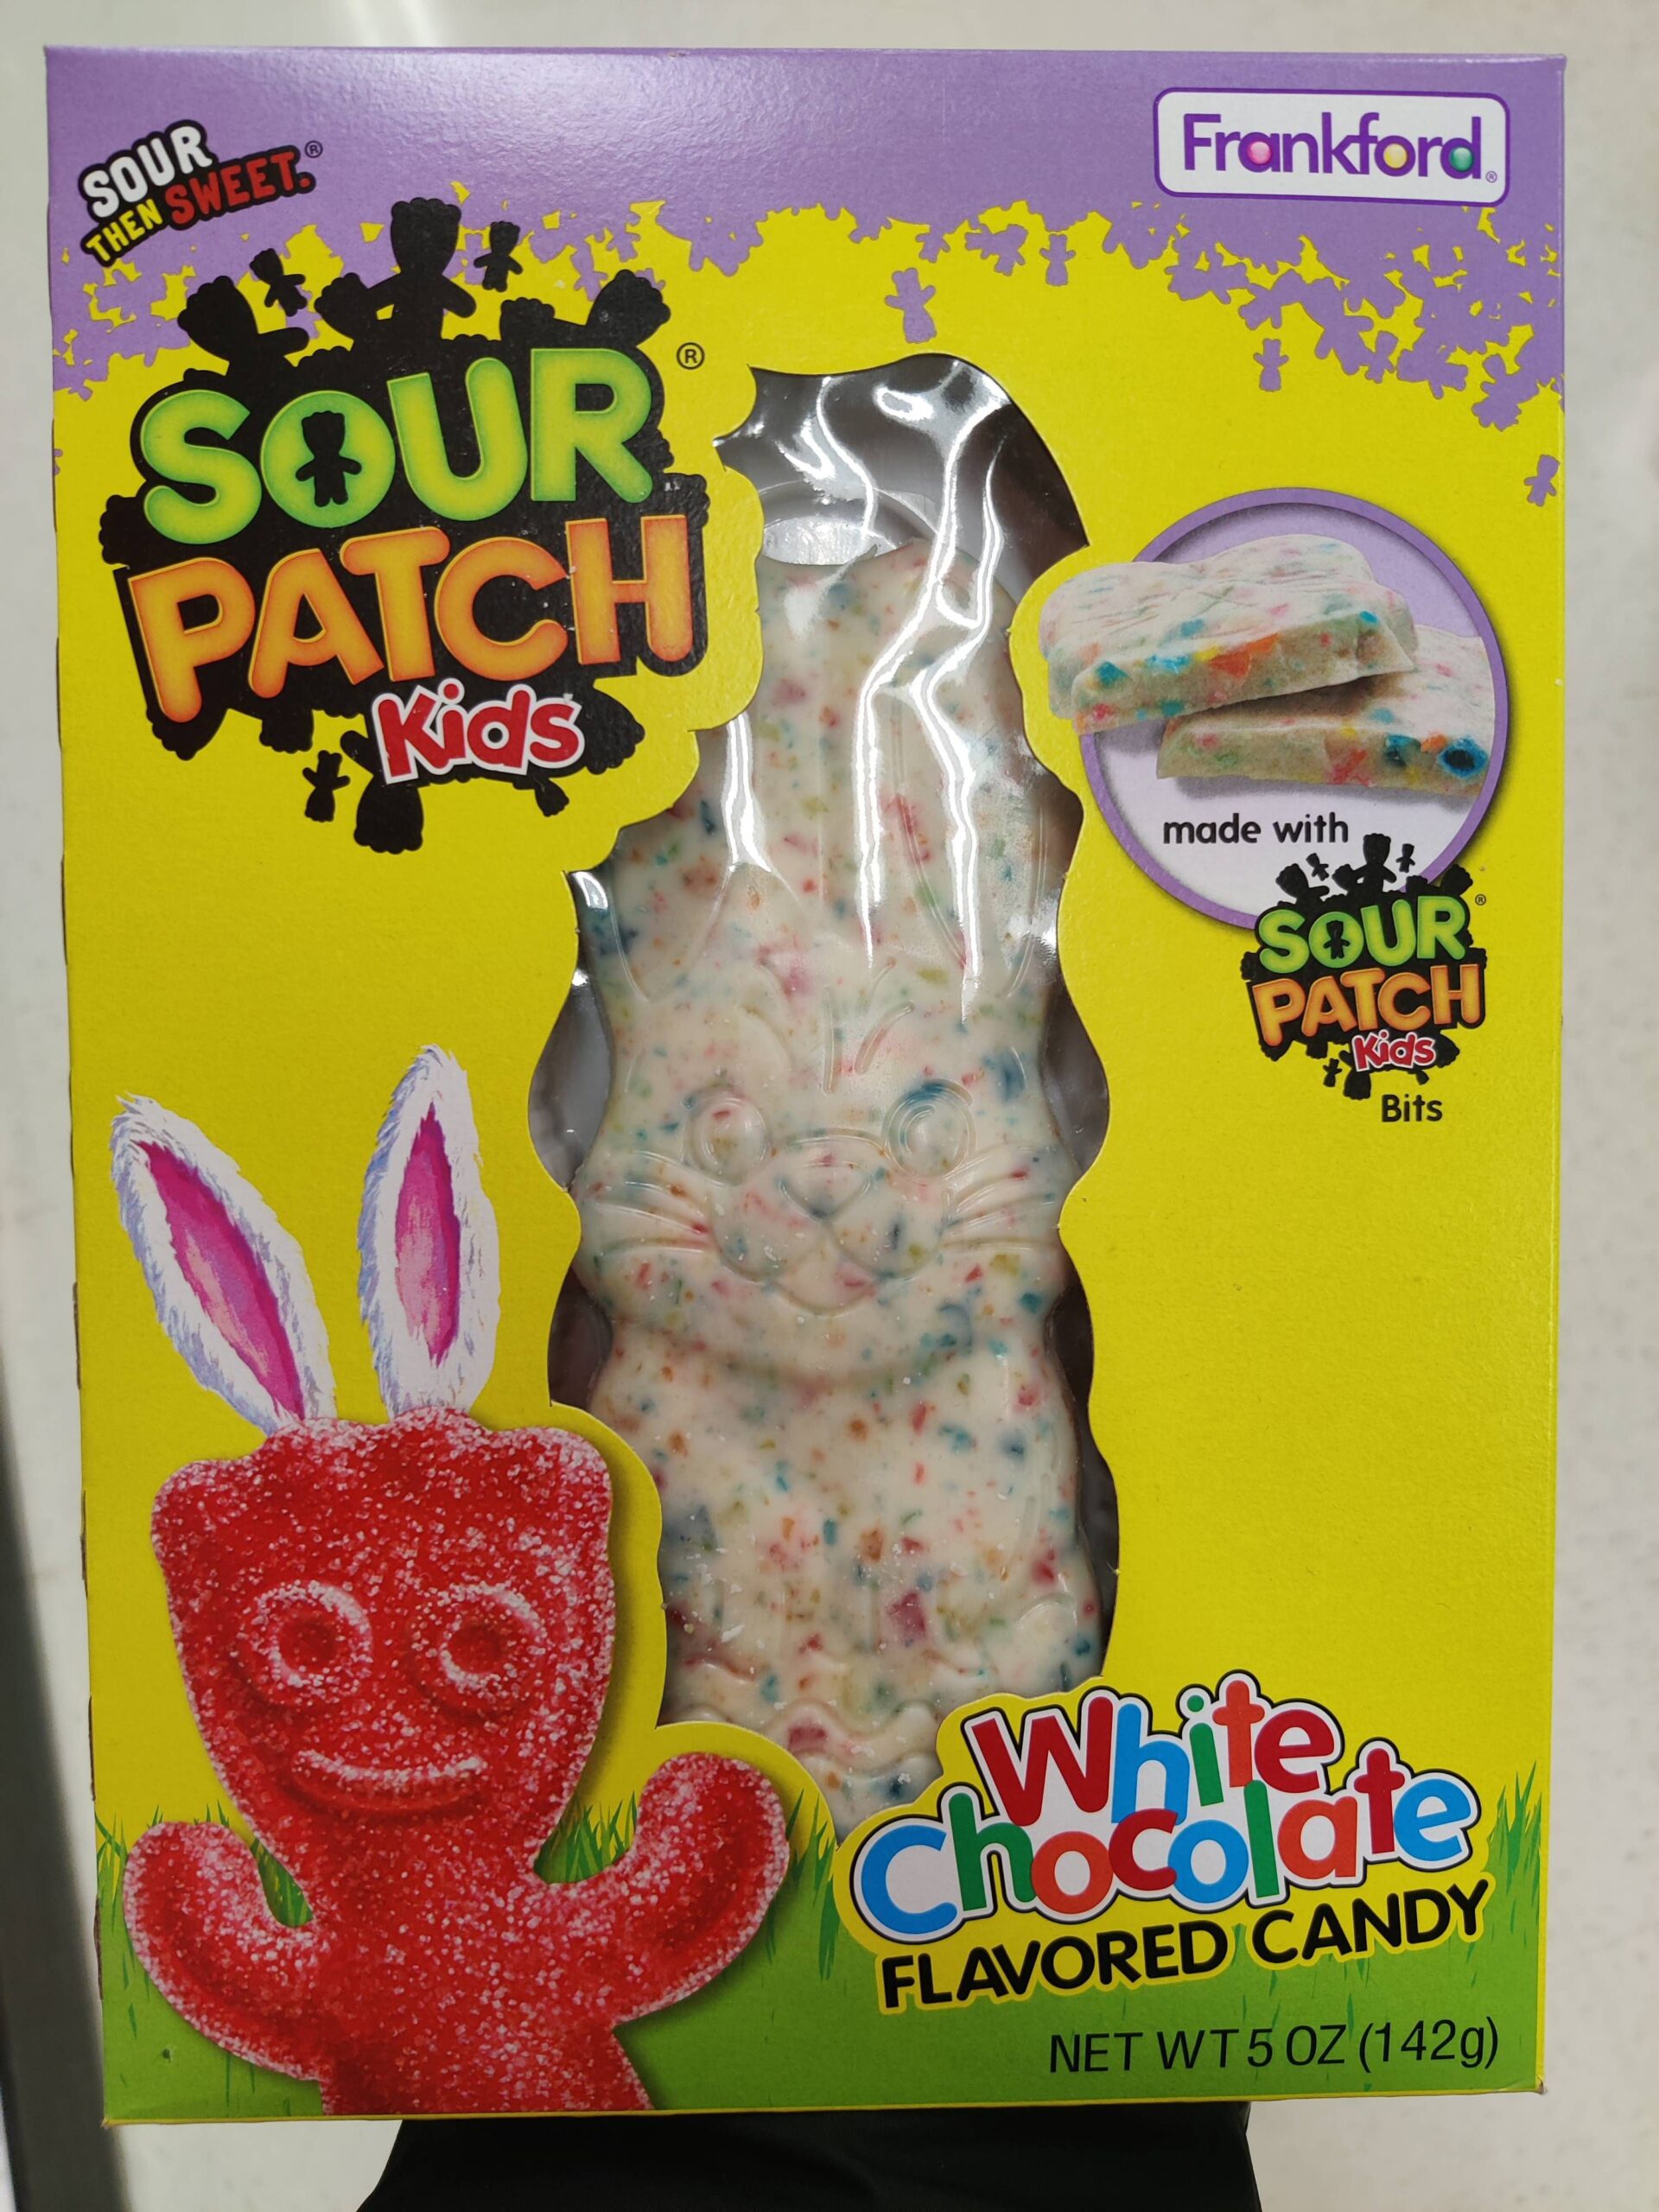 SOUR
THEN SWEET.®
Frankford®
SOUR®
PATCH
Kids
made with
SOUR®
PATCH
Kids
Bits
White
Chocolate
FLAVORED CANDY
NET WT 5 OZ (142g)